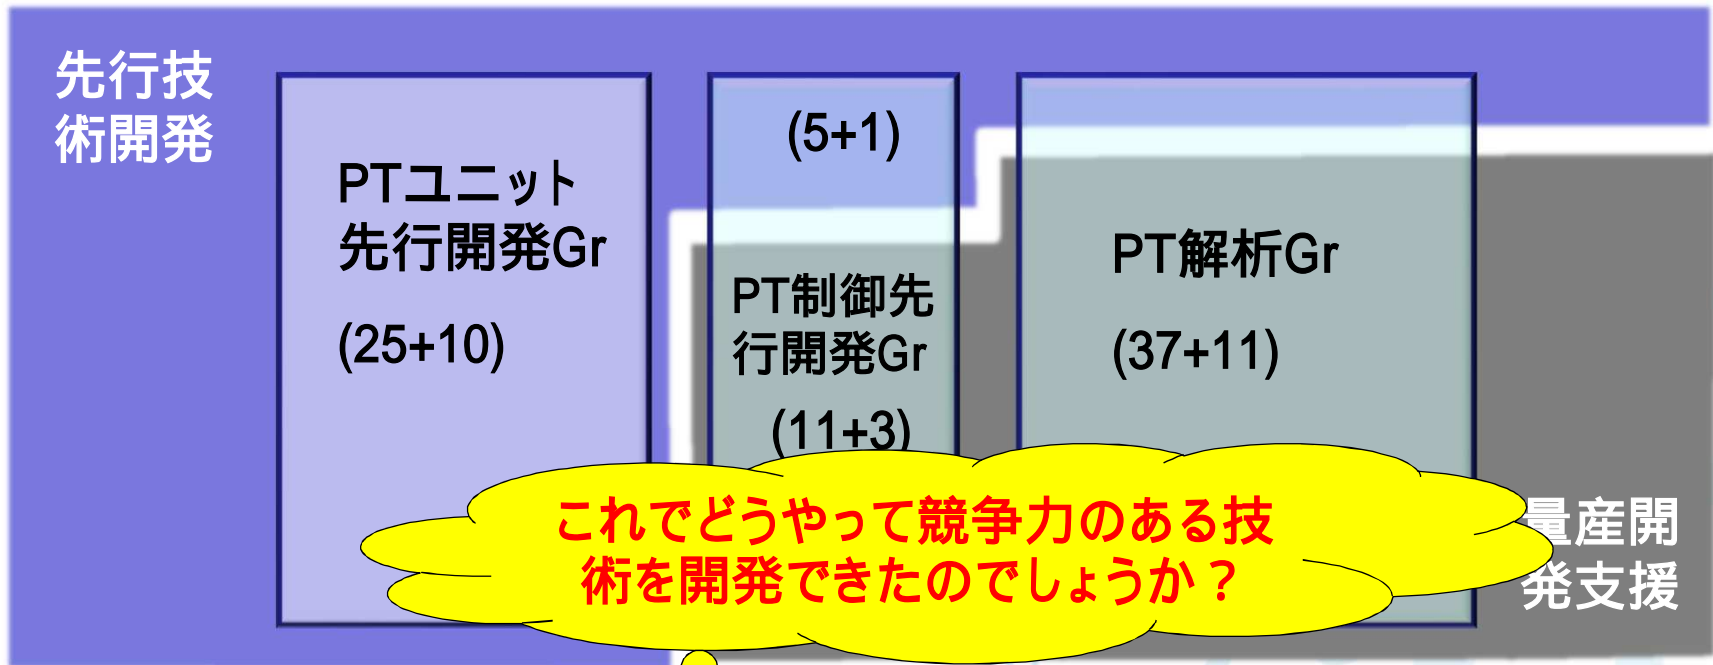 先行技
術開発
PTユニット
先行開発Gr
(25+10)
(5+1)
PT制御先
行開発Gr
(11+3)
PT解析Gr
(37+11)
これでどうやって競争力のある技
術を開発できたのでしょうか？
量産開
発支援